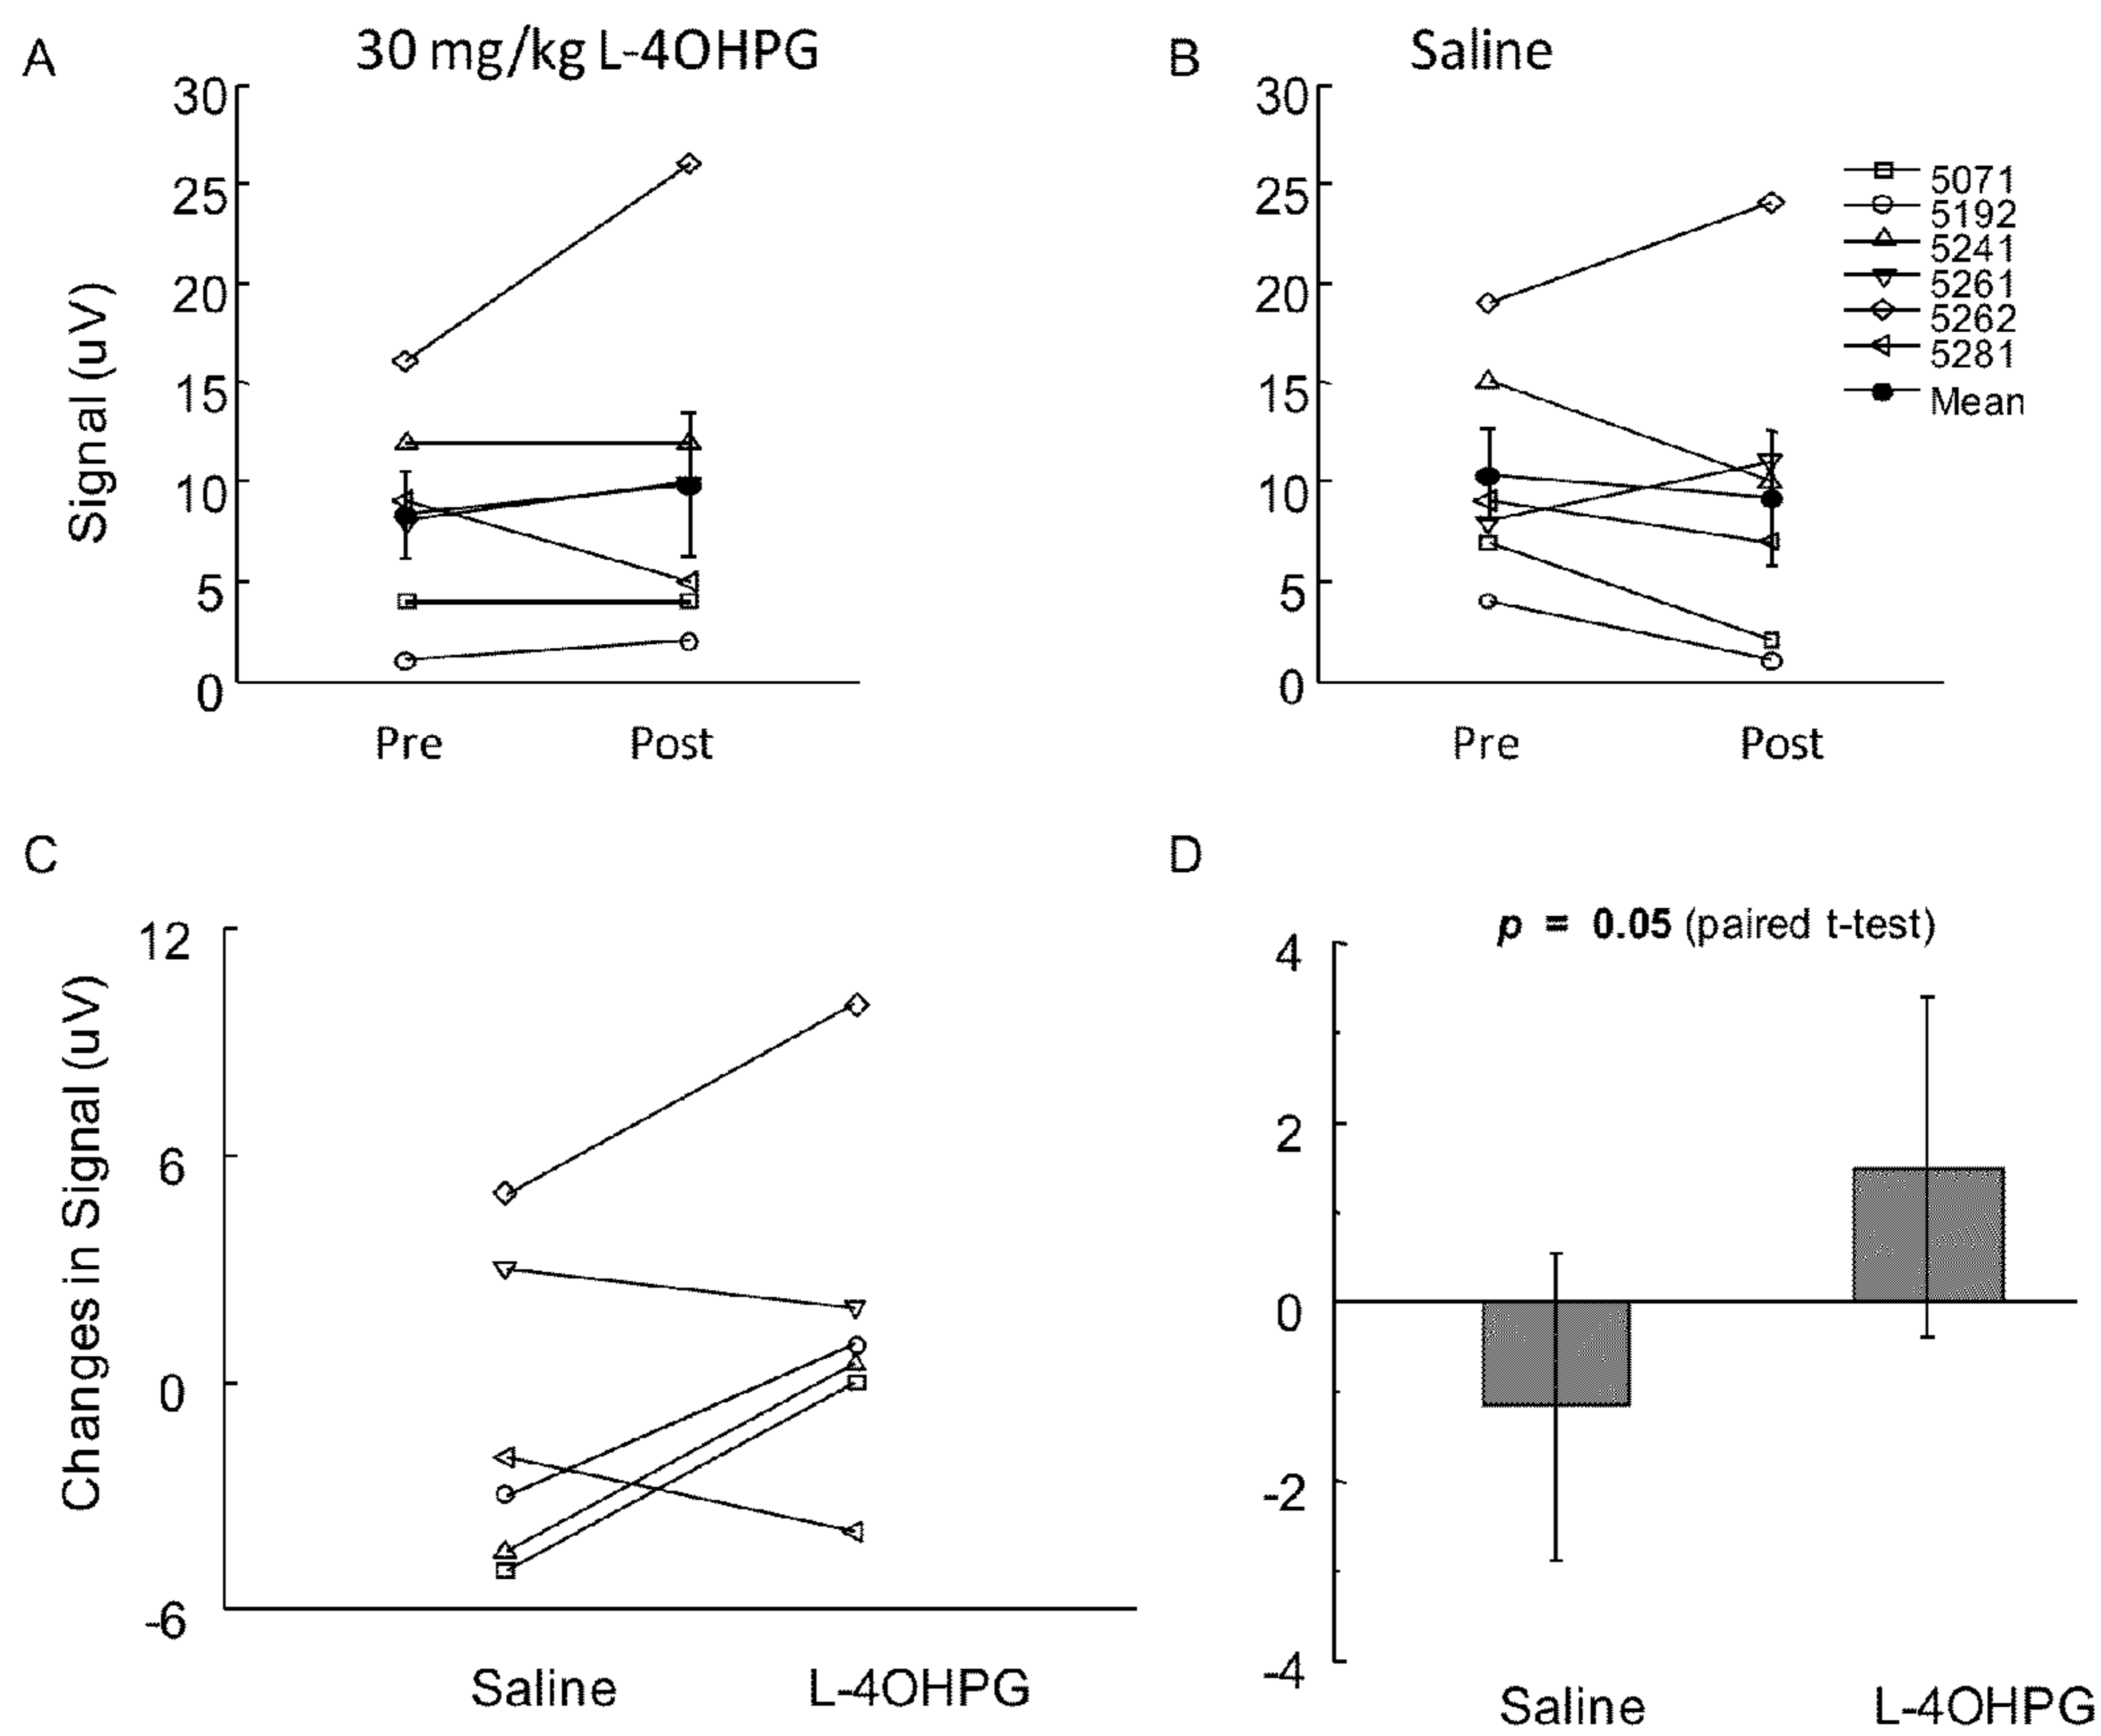 A
30 mg/kg L-4OHPG
30
25
20
15
10
5
0
Signal (uV)
Pre
Post
B
Saline
30
25
20
15
10
5
0
Pre
Post
5071
5192
5241
5261
5262
5281
Mean
C
12
6
0
-6
Changes in Signal (uV)
Saline
L-4OHPG
D
p = 0.05 (paired t-test)
4
2
0
-2
-4
Saline
L-4OHPG